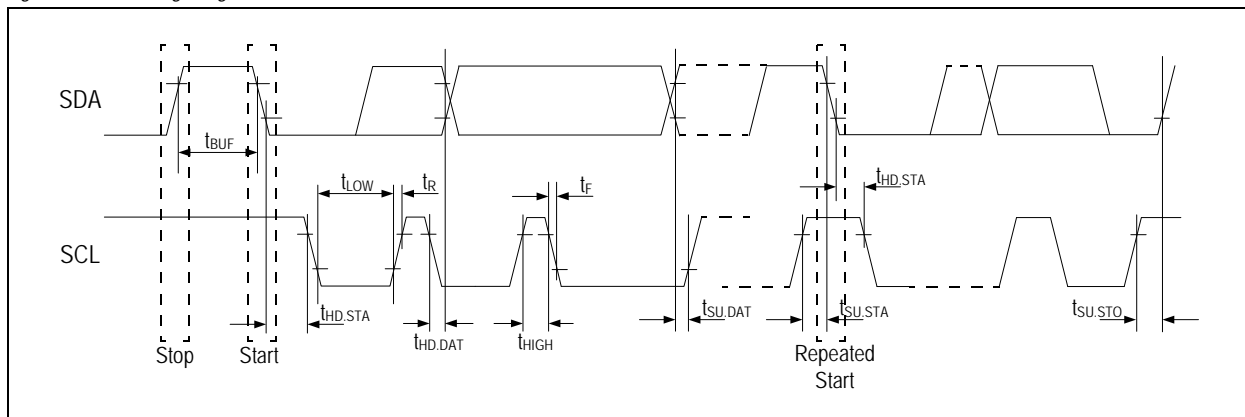 SDA
tBUF
tLOW
tR
tF
tHD.STA
SCL
tHD.STA
tHD.DAT
tHIGH
tSU.DAT
tSU.STA
tSU.STO
Stop
Start
Repeated
Start